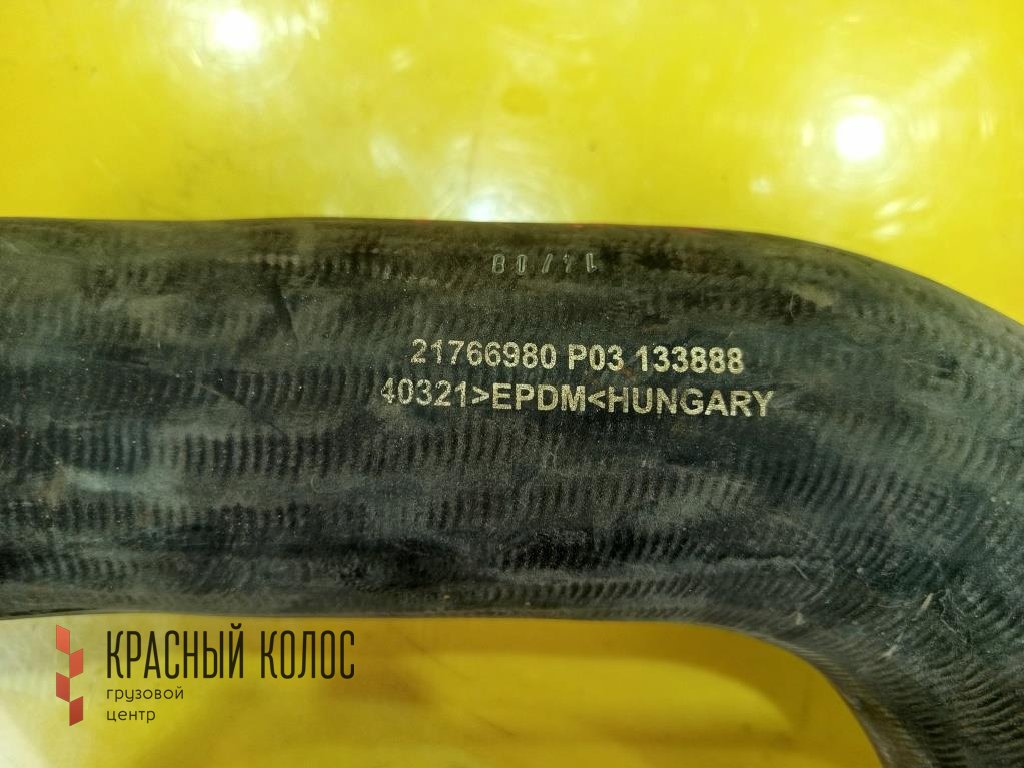 21766980 P03 133888
40321>EPDM<HUNGARY
КРАСНЫЙ КОЛОС
грузовой
центр